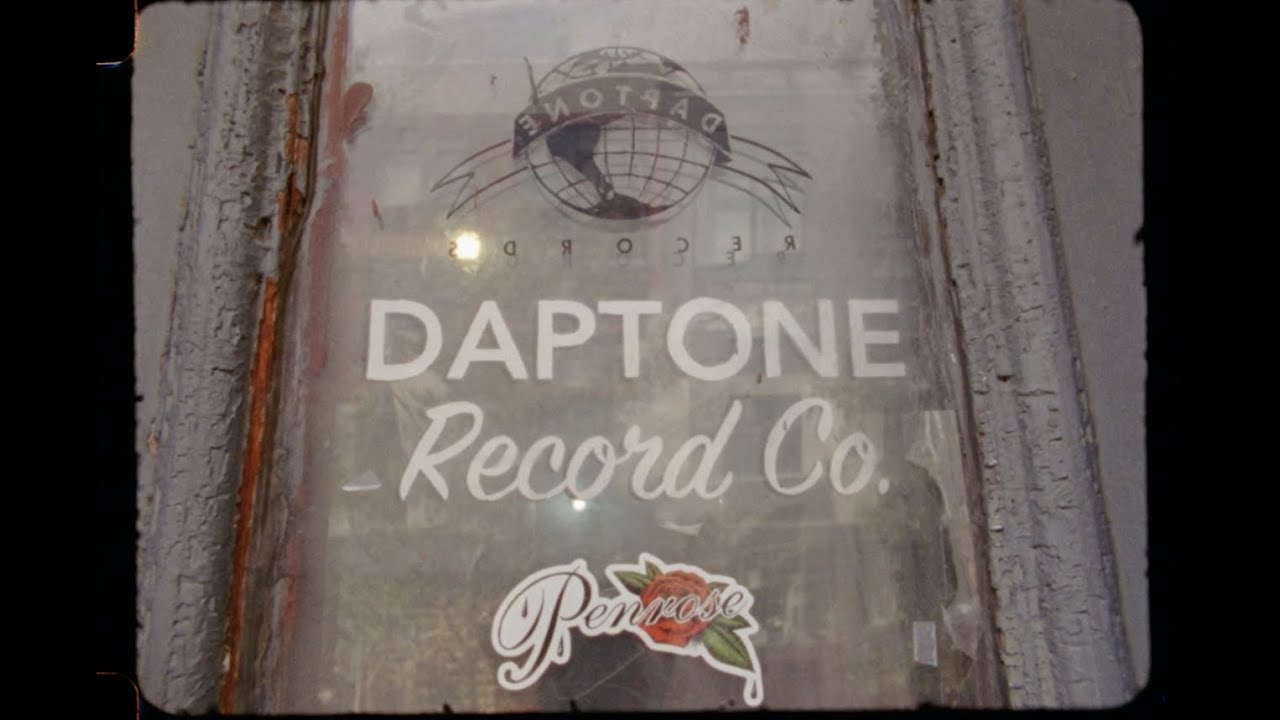 DAPTONE
RECORDS
DAPTONE
Record Co.
Penrose